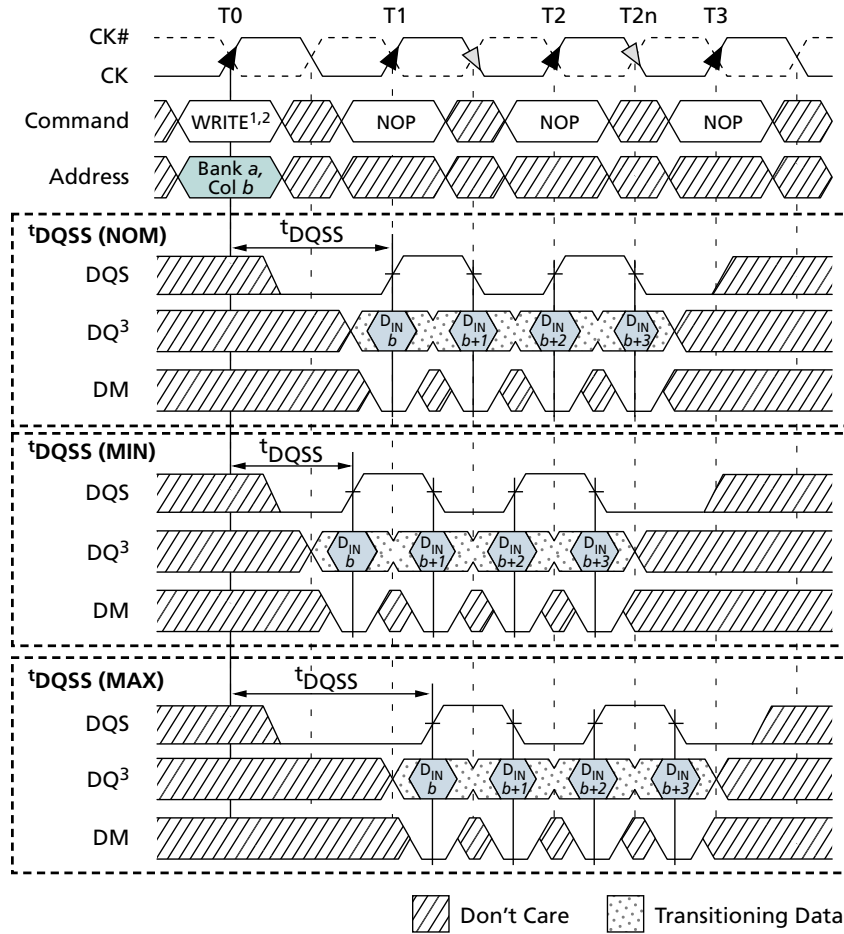 T0 T1 T2 T2n T3
CK#
CK
Command WRITE1,2 NOP NOP NOP
Address Bank a, Col b
tDQSS (NOM) tDQSS
DQS
DQ3 DIN b DIN b+1 DIN b+2 DIN b+3
DM
tDQSS (MIN) tDQSS
DQS
DQ3 DIN b DIN b+1 DIN b+2 DIN b+3
DM
tDQSS (MAX) tDQSS
DQS
DQ3 DIN b DIN b+1 DIN b+2 DIN b+3
DM
Don't Care Transitioning Data